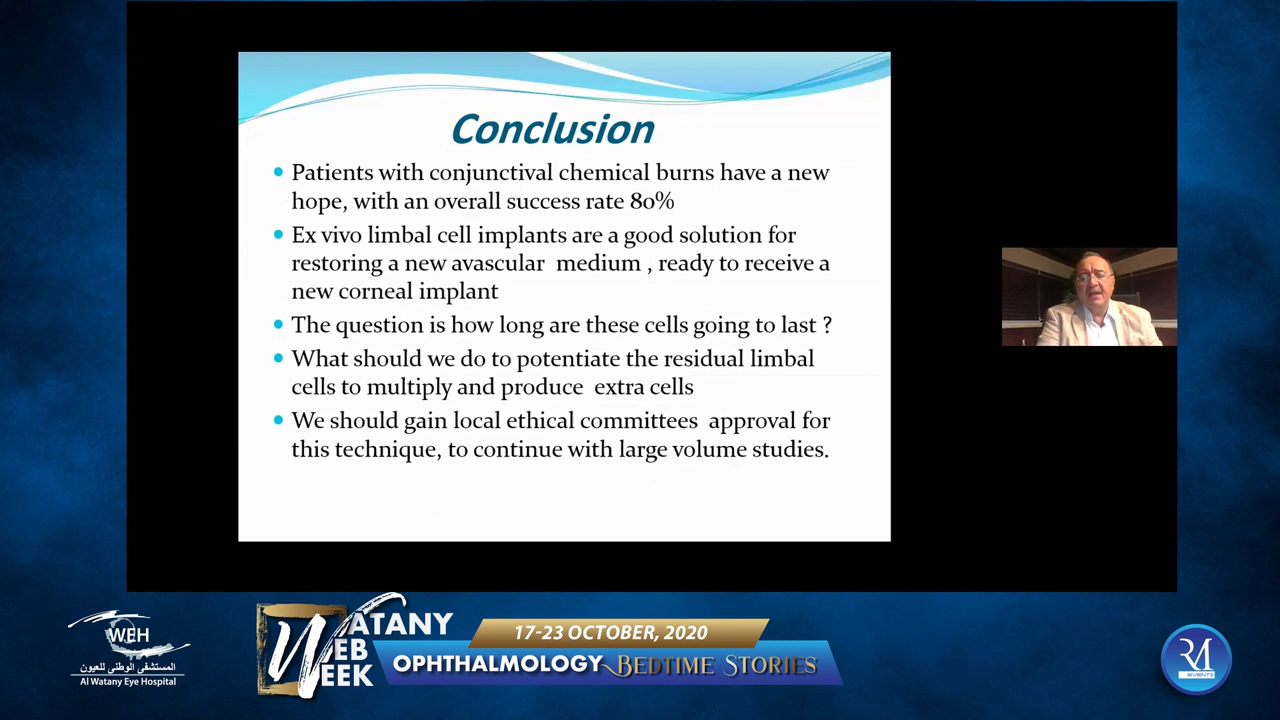 Conclusion
Patients with conjunctival chemical burns have a new
hope, with an overall success rate 80%
Ex vivo limbal cell implants are a good solution for
restoring a new avascular medium , ready to receive a
new corneal implant
The question is how long are these cells going to last ?
What should we do to potentiate the residual limbal
cells to multiply and produce extra cells
We should gain local ethical committees approval for
this technique, to continue with large volume studies.
WEH
المستشفى الوطني للعيون
Al Watany Eye Hospital
WATANY
WEB
WEEK
17-23 OCTOBER, 2020
OPHTHALMOLOGY BEDTIME STORIES
RM
EVENTS